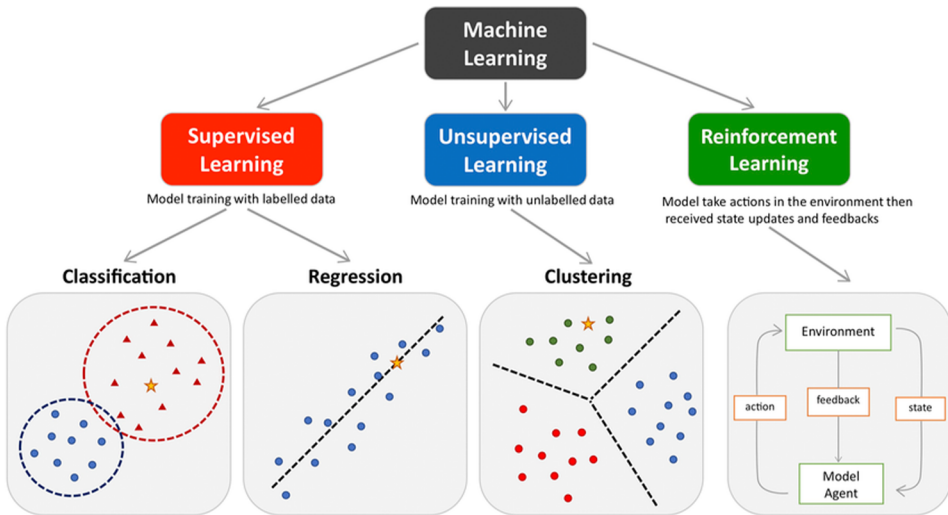 Machine
Learning
Supervised
Learning
Unsupervised
Learning
Reinforcement
Learning
Model training with labelled data
Model training with unlabelled data
Model take actions in the environment then
received state updates and feedbacks
Classification
Regression
Clustering
Environment
action
feedback
state
Model
Agent